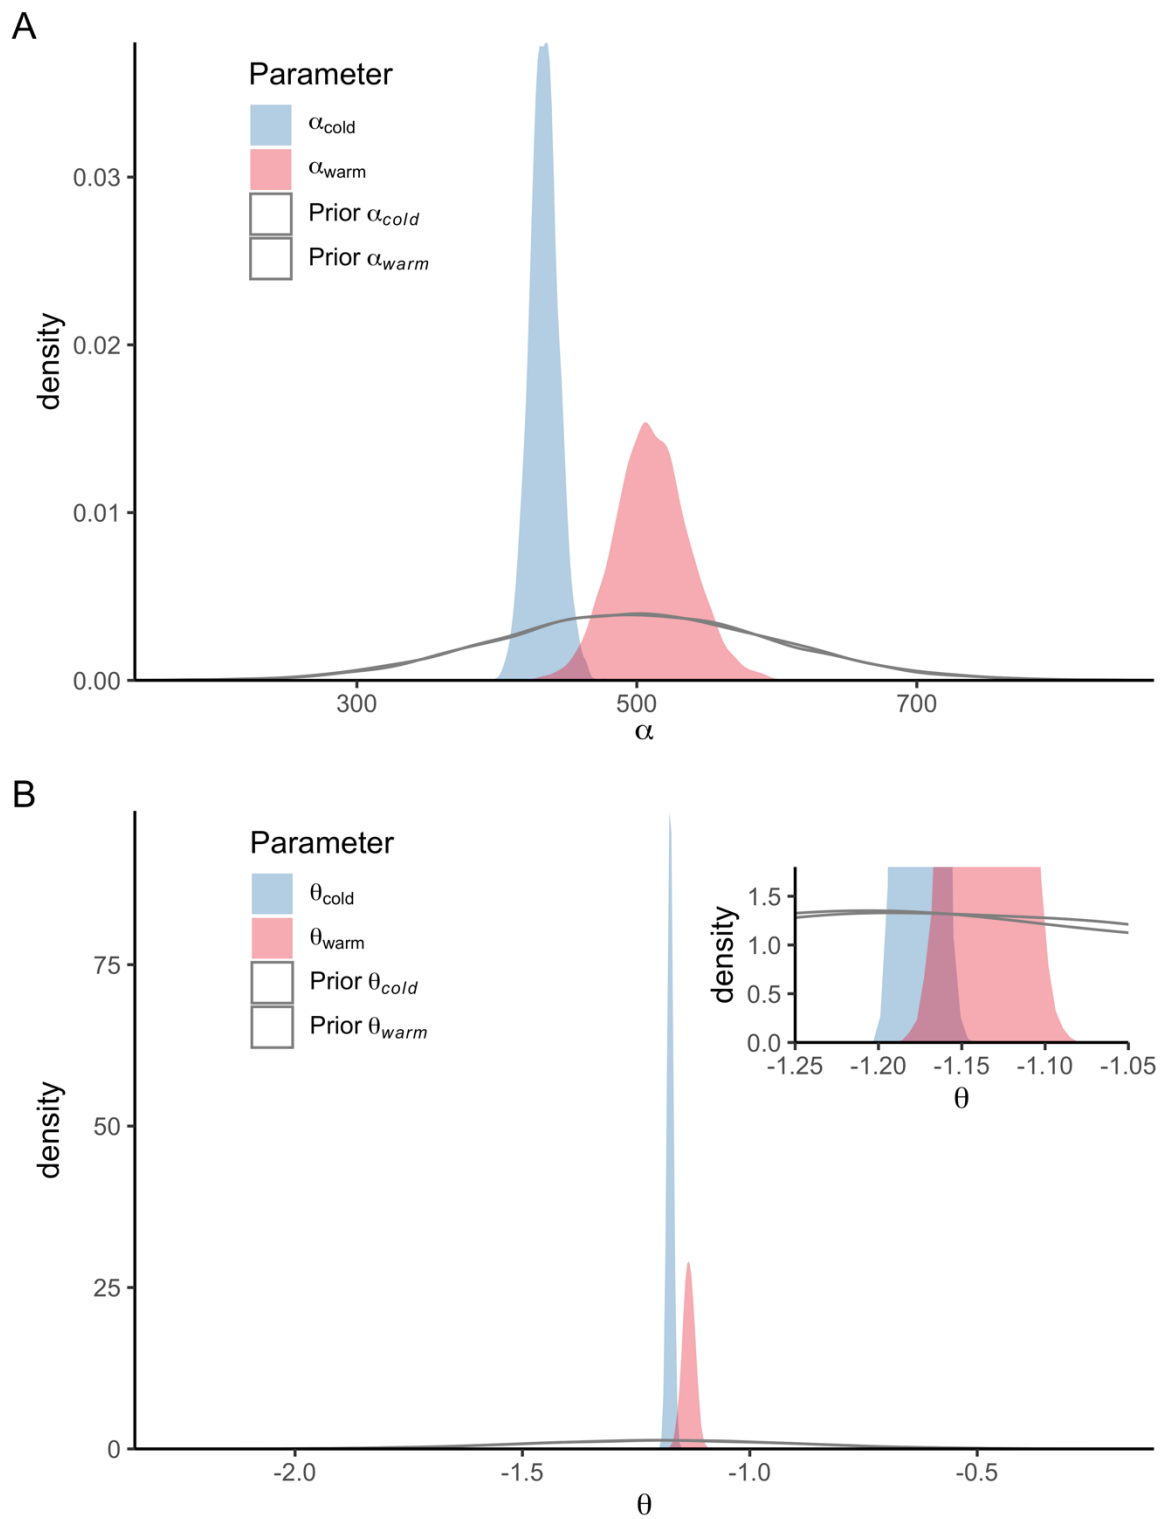 A
Parameter
αcold
αwarm
Prior αcold
Prior αwarm
density
0.03
0.02
0.01
0.00
300 500 700
α
B
Parameter
θcold
θwarm
Prior θcold
Prior θwarm
density
75
50
25
0
-2.0 -1.5 -1.0 -0.5
θ
density
1.5
1.0
0.5
0.0
-1.25 -1.20 -1.15 -1.10 -1.05
θ